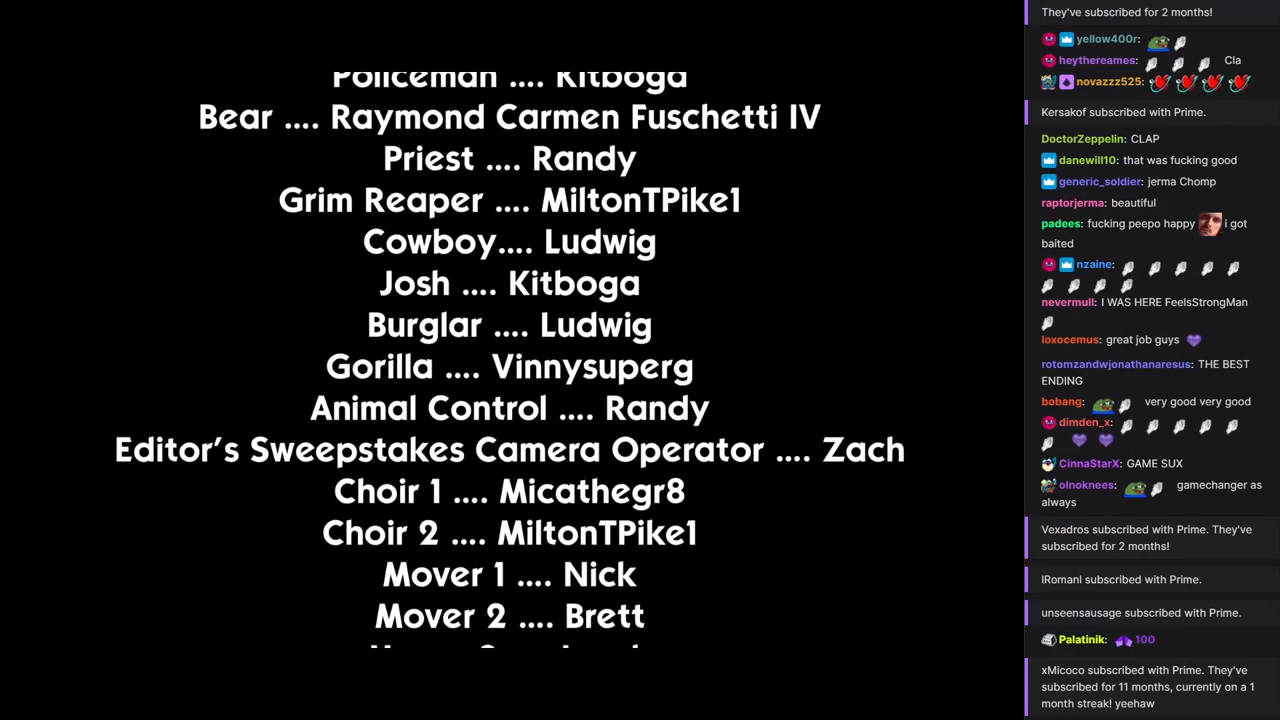 Policeman .... Kitboga
Bear .... Raymond Carmen Fuschetti IV
Priest .... Randy
Grim Reaper .... MiltonTPike1
Cowboy.... Ludwig
Josh .... Kitboga
Burglar .... Ludwig
Gorilla .... Vinnysuperg
Animal Control .... Randy
Editor's Sweepstakes Camera Operator .... Zach
Choir 1 .... Micathegr8
Choir 2 .... MiltonTPike1
Mover 1 .... Nick
Mover 2 .... Brett
They've subscribed for 2 months!
yellow400r:
heythereames: Cla
novazzz525:
Kersakof subscribed with Prime.
DoctorZeppelin: CLAP
danewill10: that was fucking good
generic_soldier: jerma Chomp
raptorjerma: beautiful
padees: fucking peepo happy i got
baited
nzaine:
nevermull: I WAS HERE FeelsStrongMan
loxocemus: great job guys
rotomzandwjonathanaresus: THE BEST
ENDING
bobang: very good very good
dimden_x:
CinnaStarX: GAME SUX
olnoknees: gamechanger as
always
Vexadros subscribed with Prime. They've
subscribed for 2 months!
lRomanl subscribed with Prime.
unseensausage subscribed with Prime.
Palatinik: 100
xMicoco subscribed with Prime. They've
subscribed for 11 months, currently on a 1
month streak! yeehaw